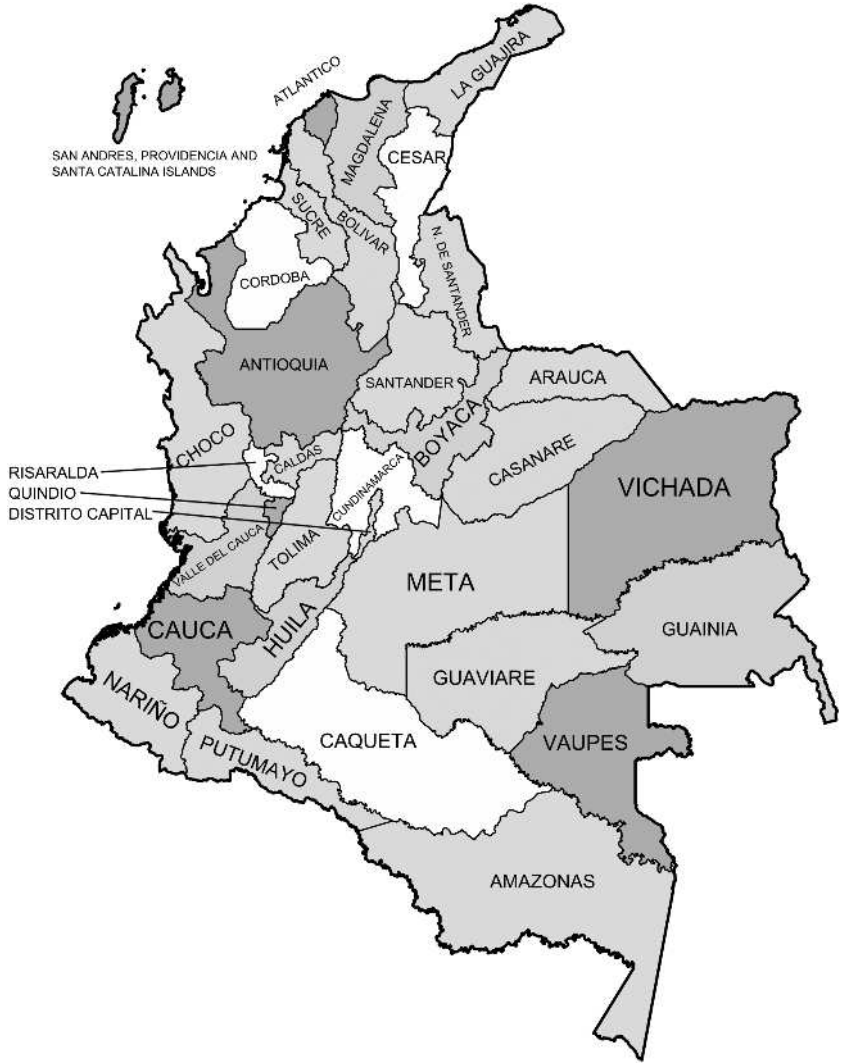 LA GUAJIRA
ATLANTICO
MAGDALENA
CESAR
SAN ANDRES, PROVIDENCIA AND
SANTA CATALINA ISLANDS
SUCRE
BOLIVAR
N. DE SANTANDER
CORDOBA
ANTIOQUIA
SANTANDER
ARAUCA
BOYACA
CHOCO
CALDAS
CASANARE
RISARALDA
CUNDINAMARCA
VICHADA
QUINDIO
DISTRITO CAPITAL
VALLE DEL CAUCA
TOLIMA
META
CAUCA
HUILA
GUAINIA
GUAVIARE
NARIÑO
CAQUETA
VAUPES
PUTUMAYO
AMAZONAS